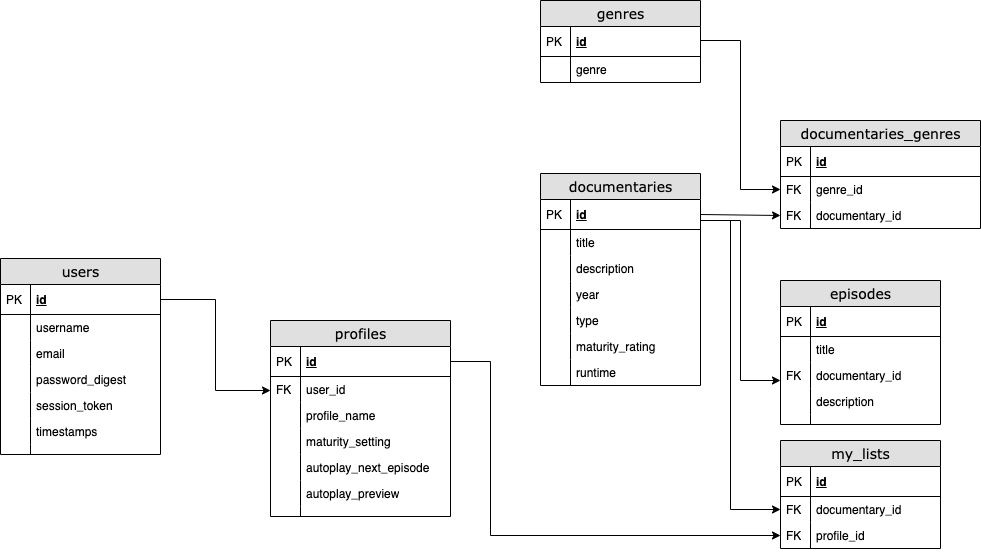 genres
PK id
genre
documentaries_genres
PK id
FK genre_id
FK documentary_id
documentaries
PK id
title
description
year
type
maturity_rating
runtime
users
PK id
username
email
password_digest
session_token
timestamps
profiles
PK id
FK user_id
profile_name
maturity_setting
autoplay_next_episode
autoplay_preview
episodes
PK id
title
FK documentary_id
description
my_lists
PK id
FK documentary_id
FK profile_id